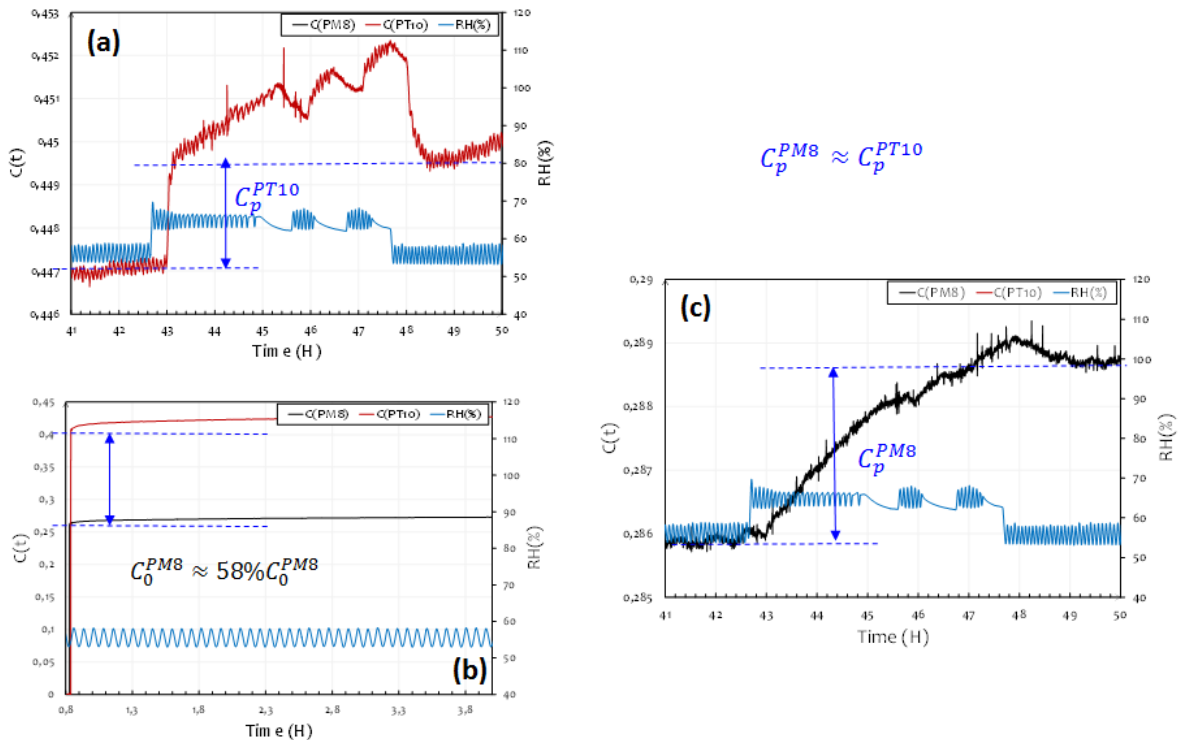 (a)
C(PM8) C(PT10) RH(%)
0,453
0,452
0,451
0,45
0,449
0,448
0,447
0,446
C(t)
120
110
100
90
80
70
60
50
40
RH(%)
41 42 43 44 45 46 47 48 49 50
Time (H)
C_p^{PT10}
C_p^{PM8} ≈ C_p^{PT10}
C(PM8) C(PT10) RH(%)
0,45
0,4
0,35
0,3
0,25
0,2
0,15
0,1
0,05
0
C(t)
120
110
100
90
80
70
60
50
40
RH(%)
0,8 1,3 1,8 2,3 2,8 3,3 3,8
Time (H)
C_0^{PM8} ≈ 58%C_0^{PM8}
(b)
(c)
C(PM8) C(PT10) RH(%)
0,29
0,289
0,288
0,287
0,286
0,285
C(t)
120
110
100
90
80
70
60
50
40
RH(%)
41 42 43 44 45 46 47 48 49 50
Time (H)
C_p^{PM8}